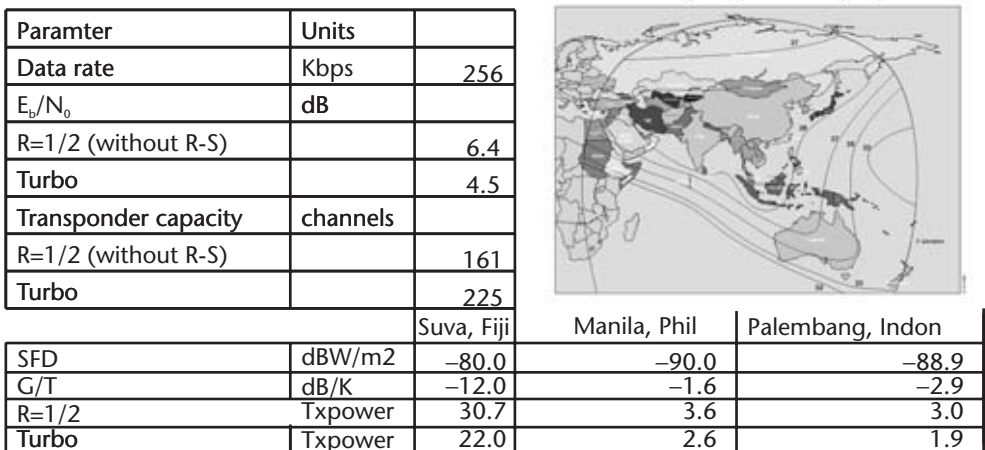 Paramter Units
Data rate Kbps 256
Eb/N0 dB
R=1/2 (without R-S) 6.4
Turbo 4.5
Transponder capacity channels
R=1/2 (without R-S) 161
Turbo 225
Suva, Fiji Manila, Phil Palembang, Indon
SFD dBW/m2 −80.0 −90.0 −88.9
G/T dB/K −12.0 −1.6 −2.9
R=1/2 Txpower 30.7 3.6 3.0
Turbo Txpower 22.0 2.6 1.9